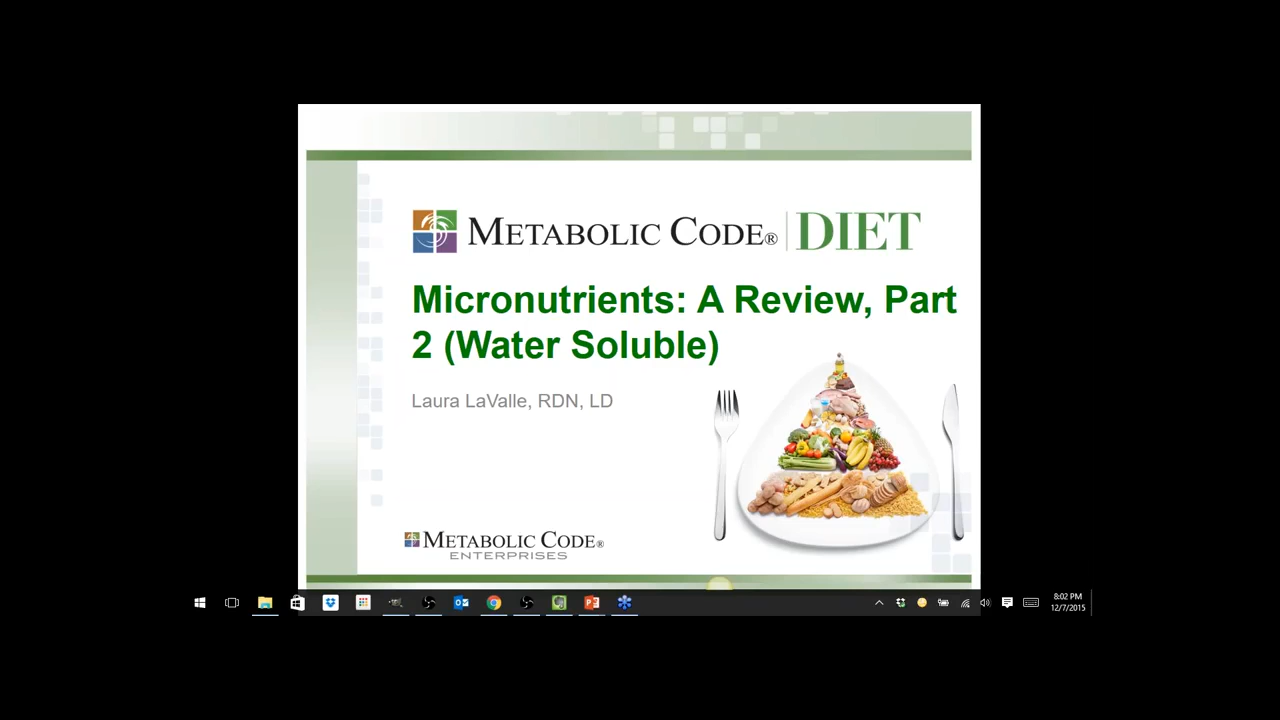 METABOLIC CODE® DIET
Micronutrients: A Review, Part
2 (Water Soluble)
Laura LaValle, RDN, LD
METABOLIC CODE®
ENTERPRISES
8:02 PM
12/7/2015